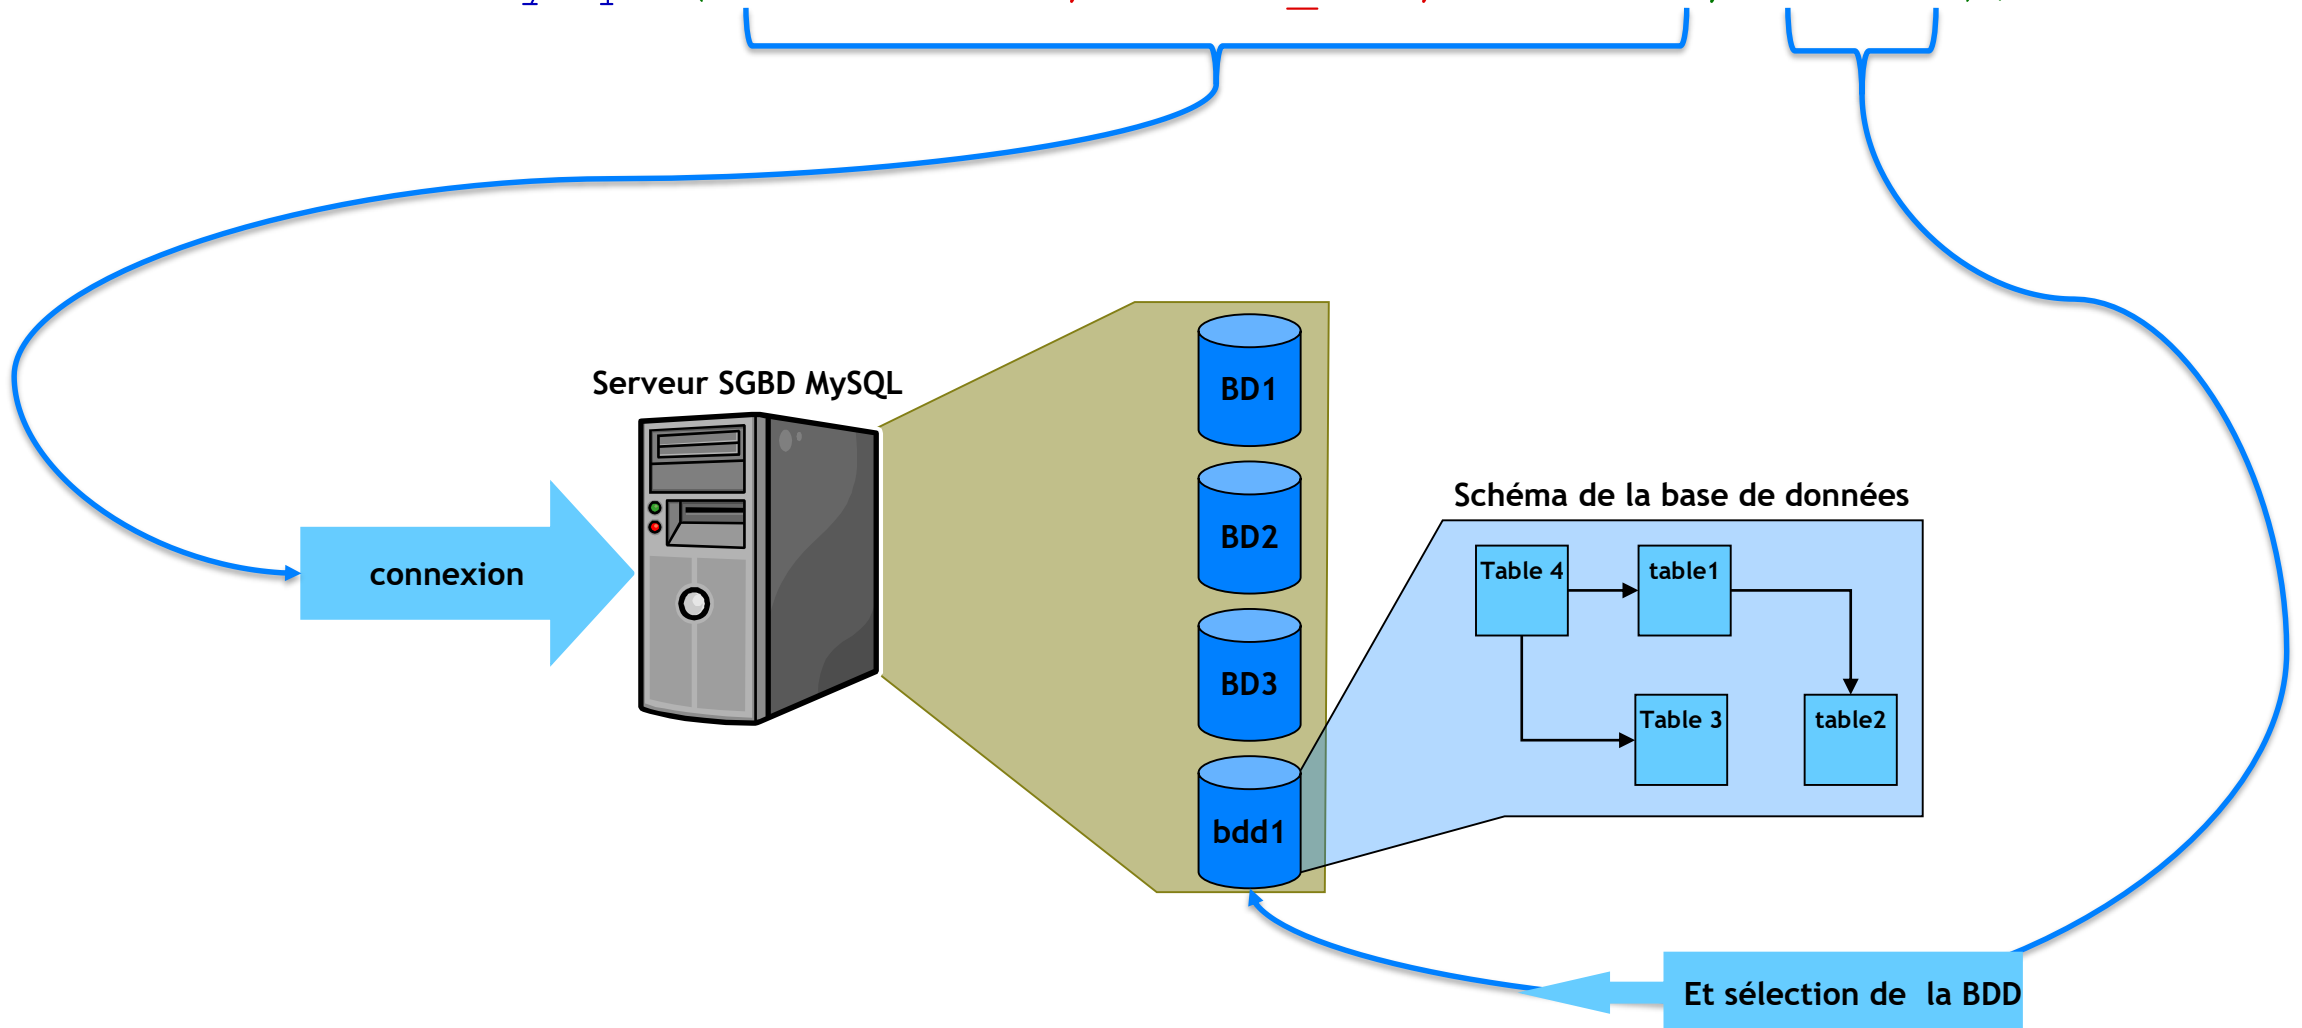 Serveur SGBD MySQL
BD1
BD2
BD3
bdd1
Schéma de la base de données
Table 4
table1
Table 3
table2
connexion
Et sélection de  la BDD